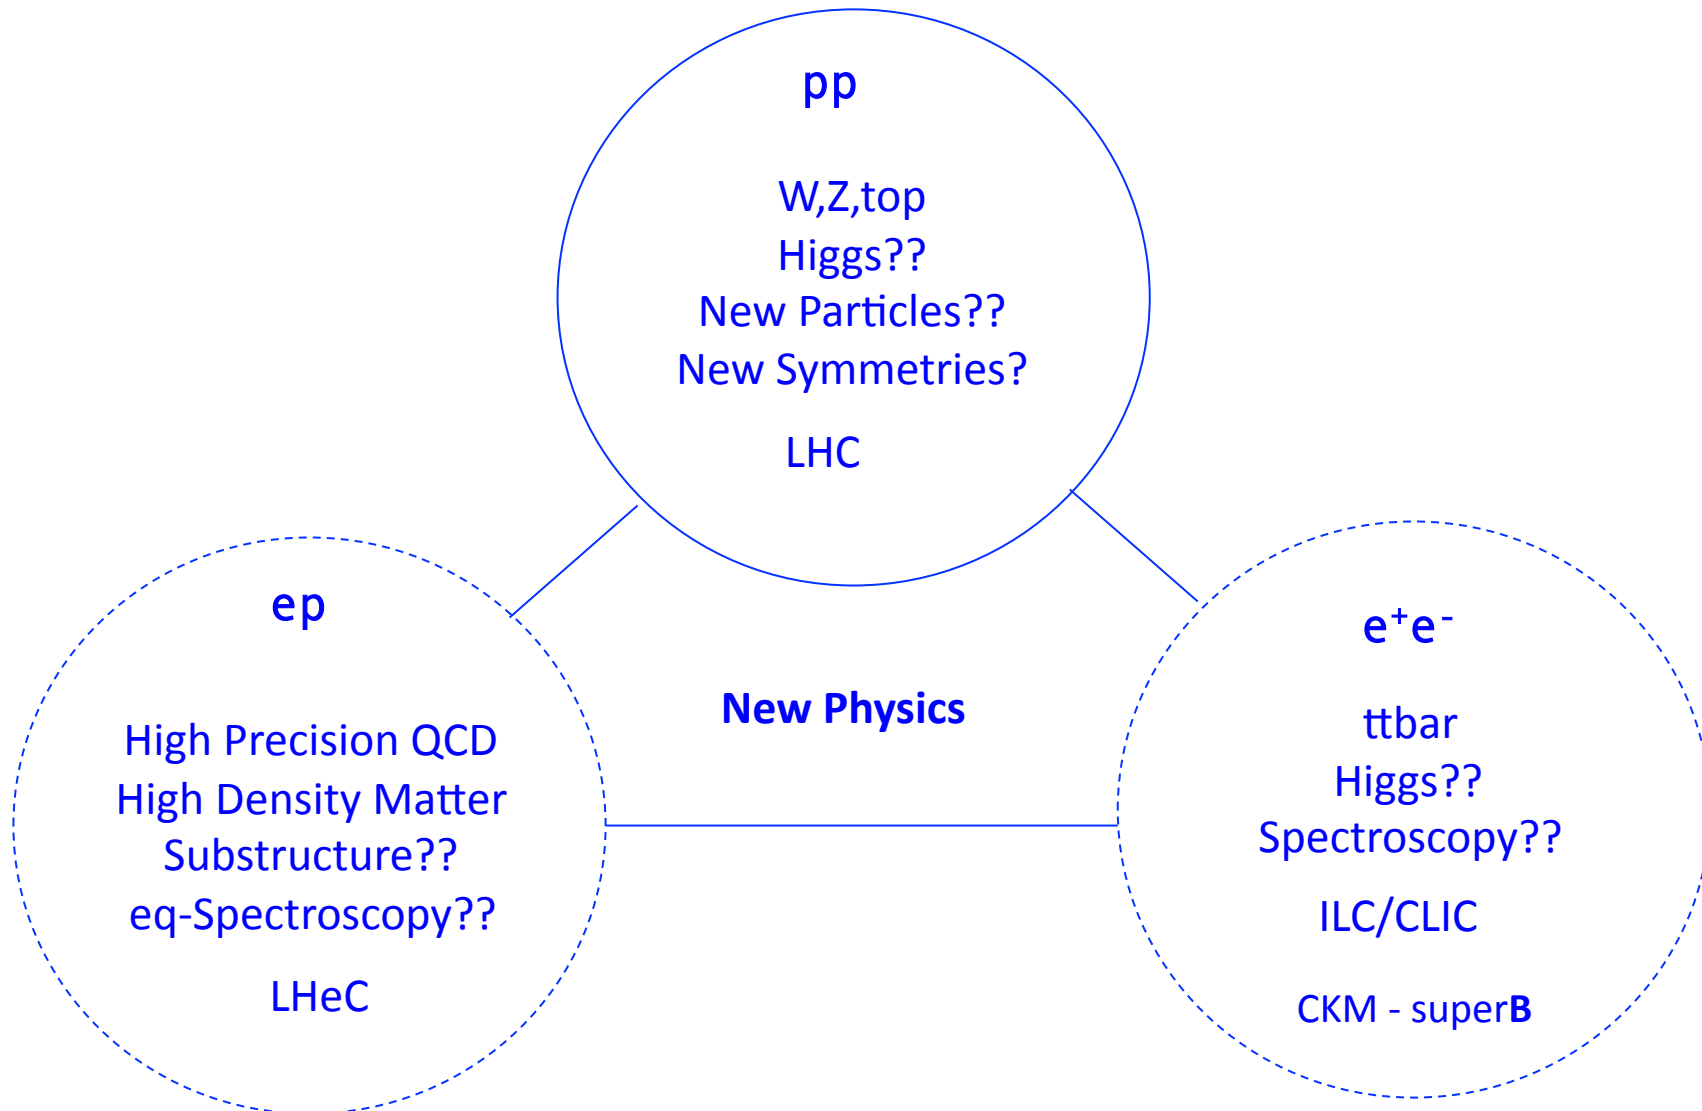 pp
W,Z,top
Higgs??
New Particles??
New Symmetries?
LHC
ep
High Precision QCD
High Density Matter
Substructure??
eq-Spectroscopy??
LHeC
New Physics
e⁺e⁻
ttbar
Higgs??
Spectroscopy??
ILC/CLIC
CKM - superB